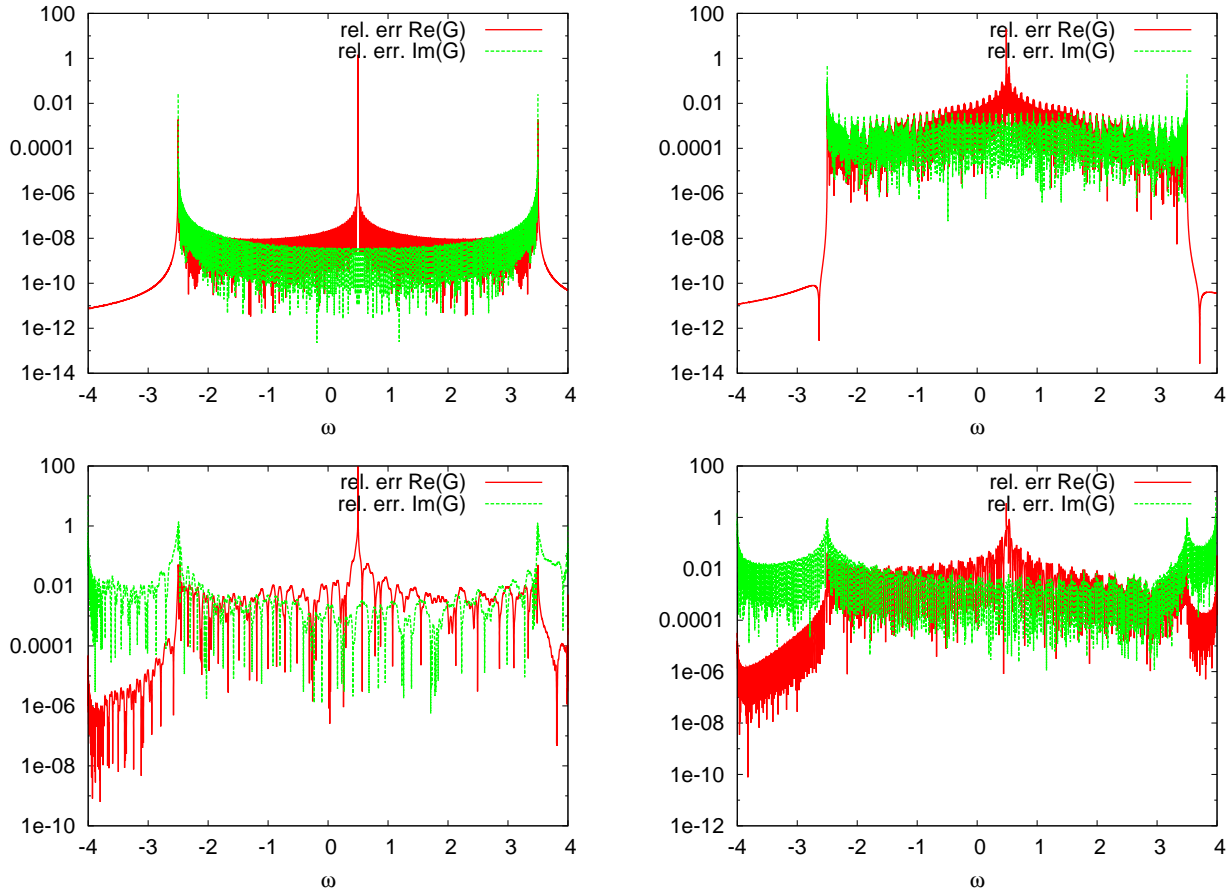 100
1
0.01
0.0001
1e-06
1e-08
1e-10
1e-12
1e-14
-4 -3 -2 -1 0 1 2 3 4
ω
rel. err Re(G)
rel. err. Im(G)
100
1
0.01
0.0001
1e-06
1e-08
1e-10
1e-12
1e-14
-4 -3 -2 -1 0 1 2 3 4
ω
rel. err Re(G)
rel. err. Im(G)
100
1
0.01
0.0001
1e-06
1e-08
1e-10
-4 -3 -2 -1 0 1 2 3 4
ω
rel. err Re(G)
rel. err. Im(G)
100
1
0.01
0.0001
1e-06
1e-08
1e-10
1e-12
-4 -3 -2 -1 0 1 2 3 4
ω
rel. err Re(G)
rel. err. Im(G)